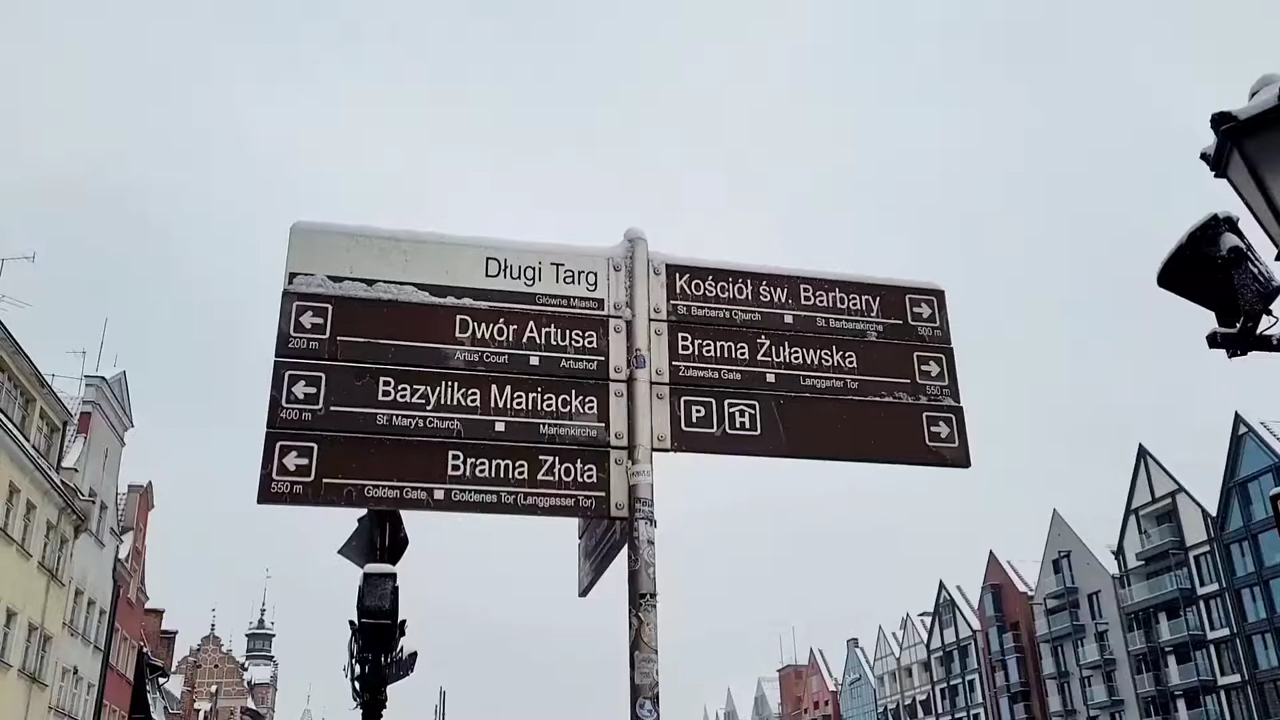 Długi Targ
Główne Miasto
Dwór Artusa
200 m
Artus' Court Artushof
Bazylika Mariacka
400 m
St. Mary's Church Marienkirche
Brama Złota
550 m
Golden Gate Goldenes Tor (Langgasser Tor)
Kościół św. Barbary
St. Barbara's Church St. Barbarakirche
500 m
Brama Żuławska
Żuławska Gate Langgarter Tor
550 m
P H